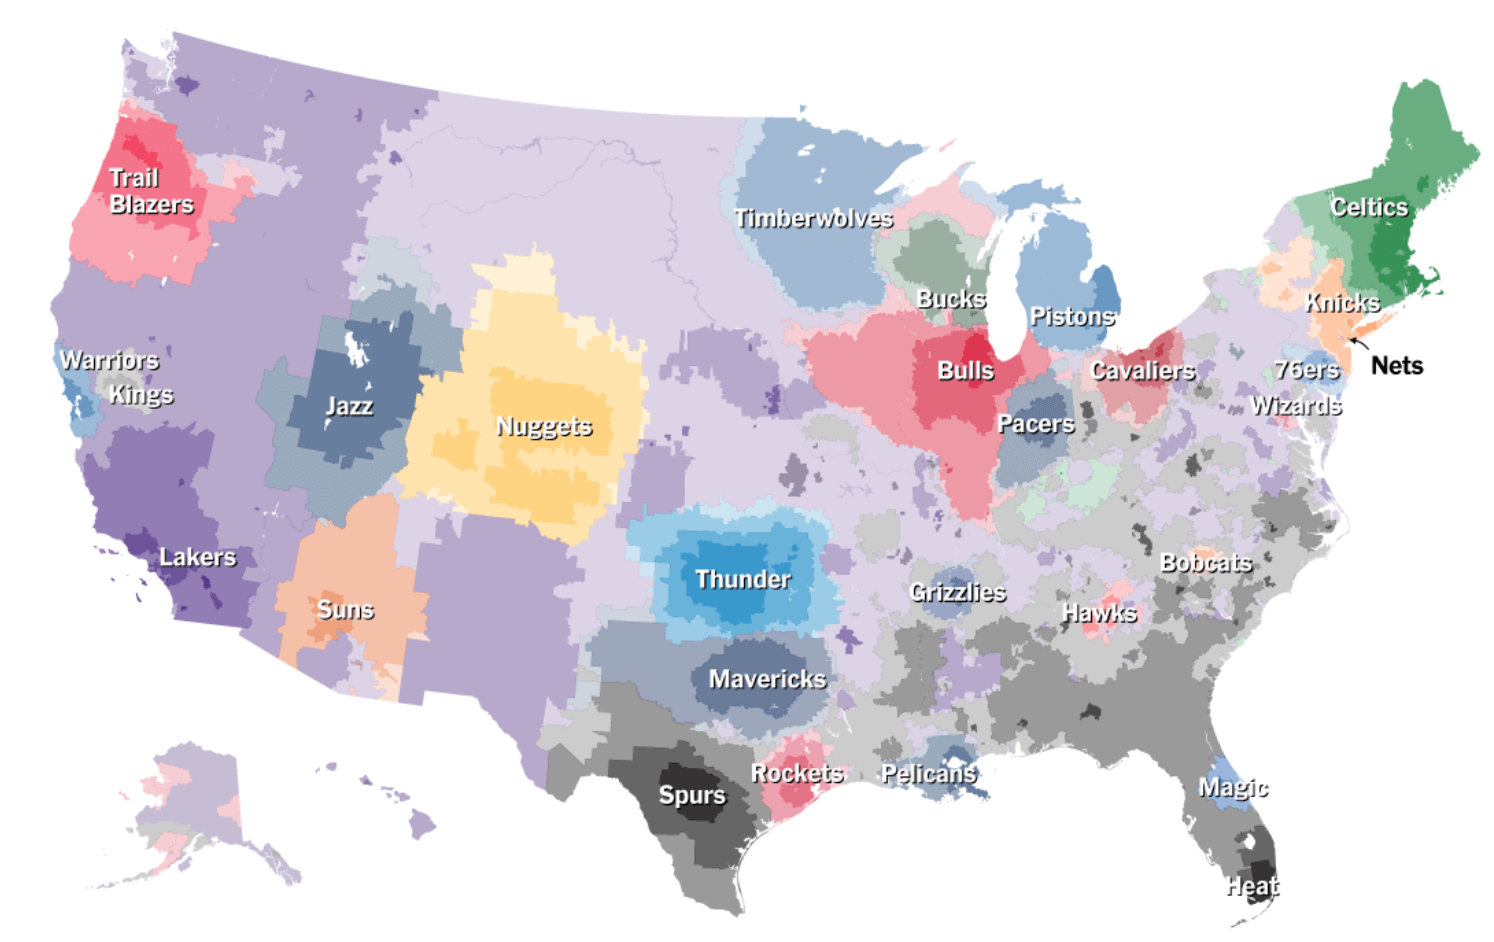 Trail
Blazers
Timberwolves
Celtics
Bucks
Pistons
Knicks
Warriors
Kings
Jazz
Nuggets
Bulls
Cavaliers
76ers
Nets
Pacers
Wizards
Lakers
Suns
Thunder
Grizzlies
Bobcats
Hawks
Mavericks
Spurs
Rockets
Pelicans
Magic
Heat